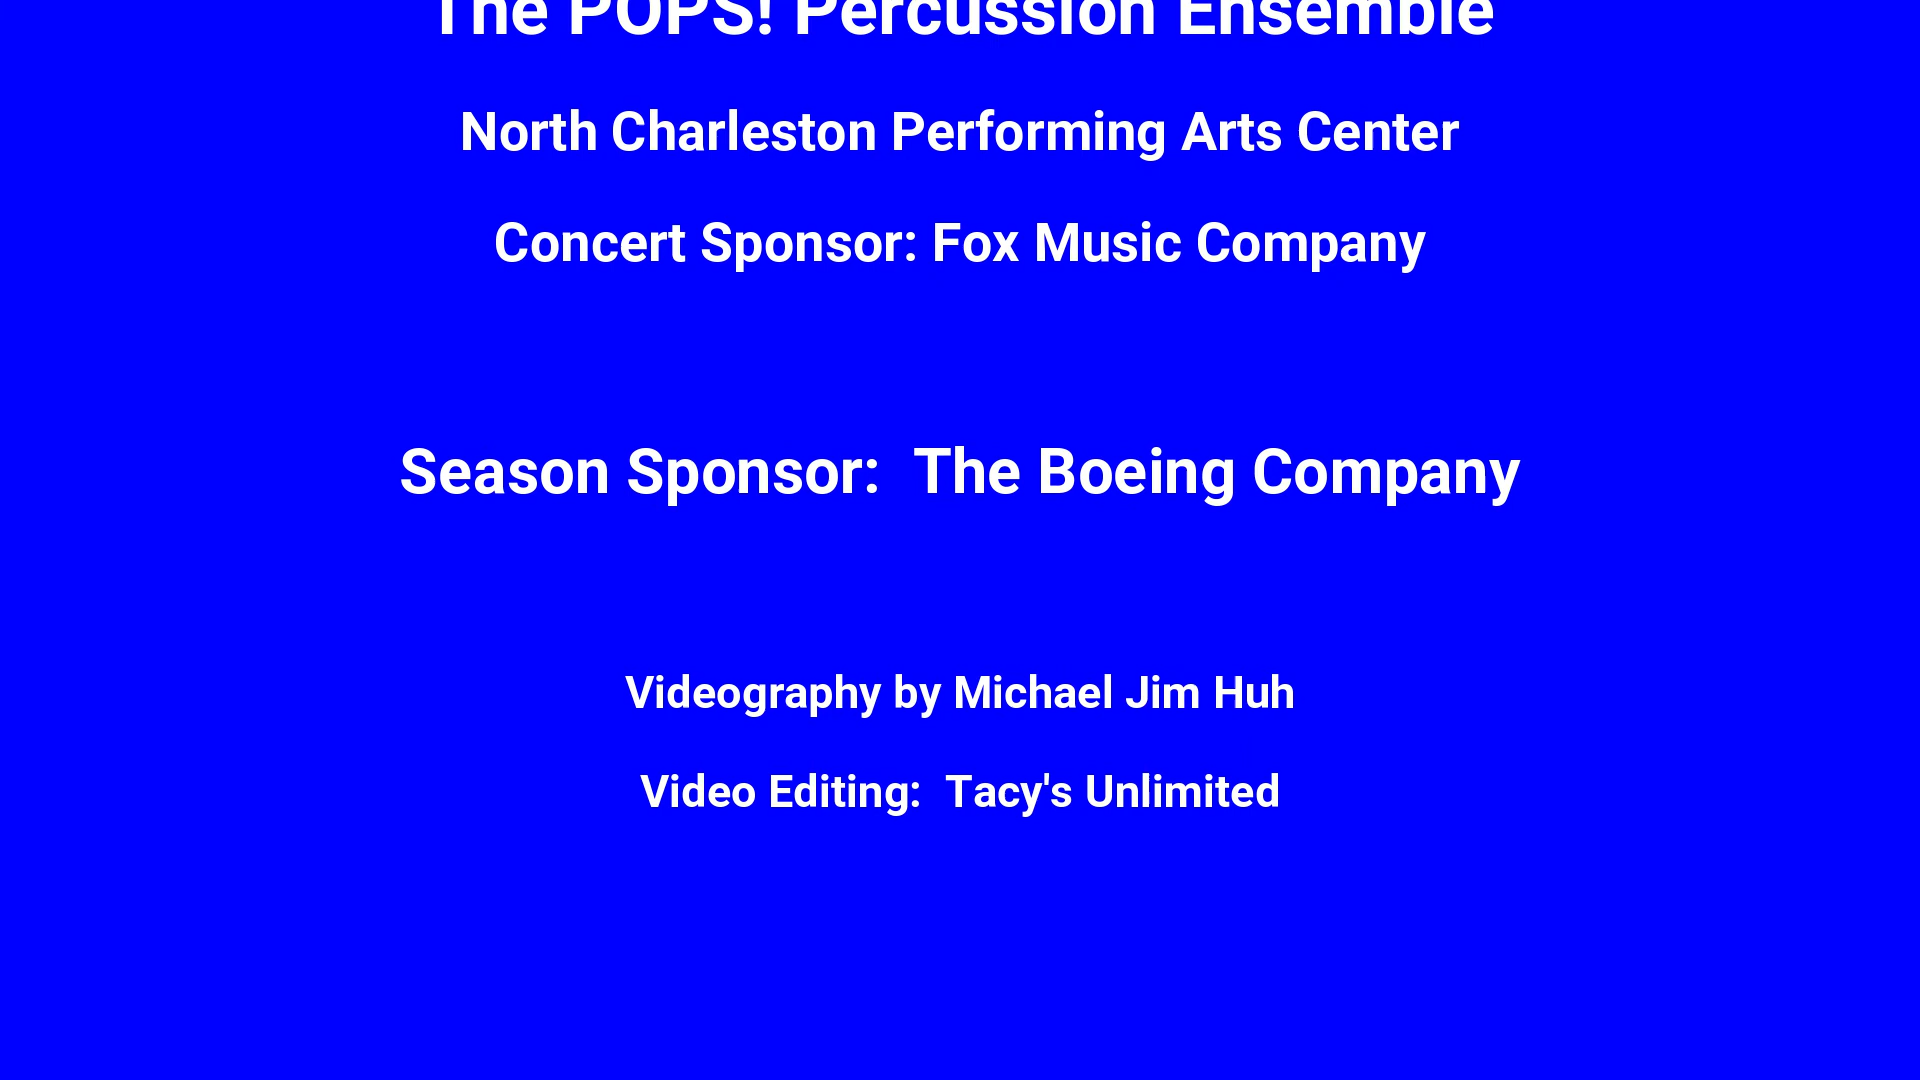 The POPS! Percussion Ensemble
North Charleston Performing Arts Center
Concert Sponsor: Fox Music Company
Season Sponsor:  The Boeing Company
Videography by Michael Jim Huh
Video Editing:  Tacy's Unlimited